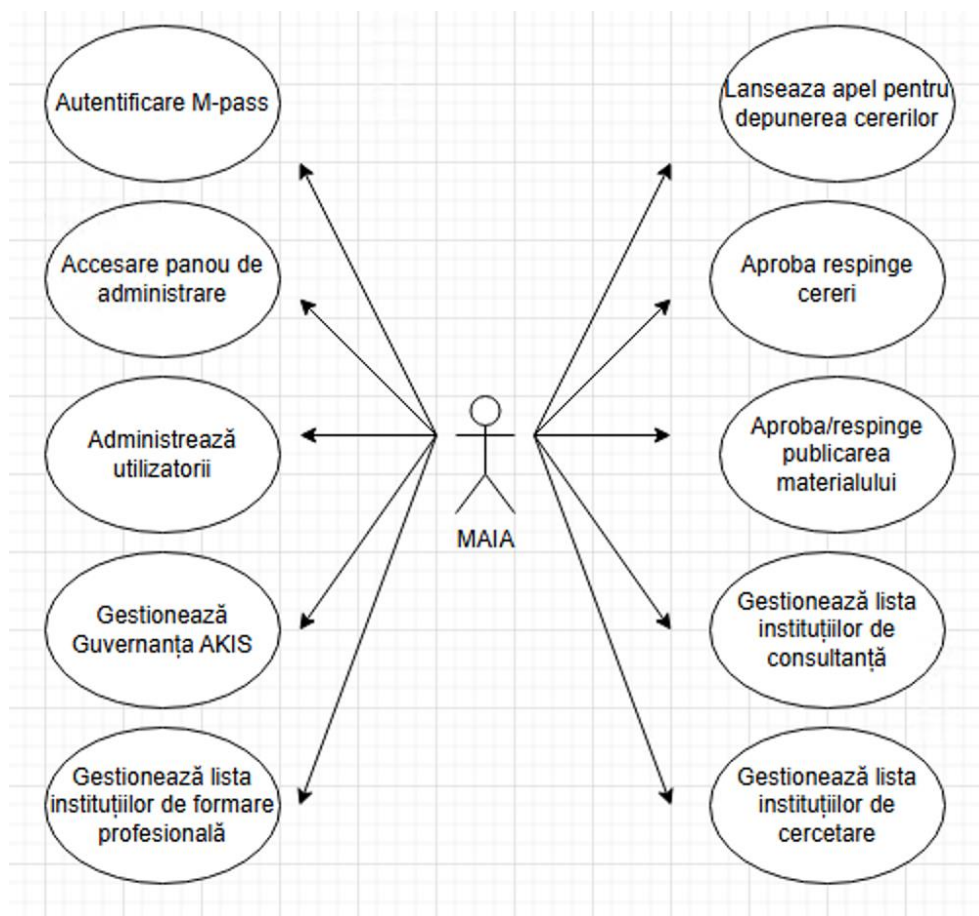 Autentificare M-pass
Accesare panou de
administrare
Administrează
utilizatorii
Gestionează
Guvernanța AKIS
Gestionează lista
instituțiilor de formare
profesională
MAIA
Lanseaza apel pentru
depunerea cererilor
Aproba respinge
cereri
Aproba/respinge
publicarea
materialului
Gestionează lista
instituțiilor de
consultanță
Gestionează lista
instituțiilor de
cercetare